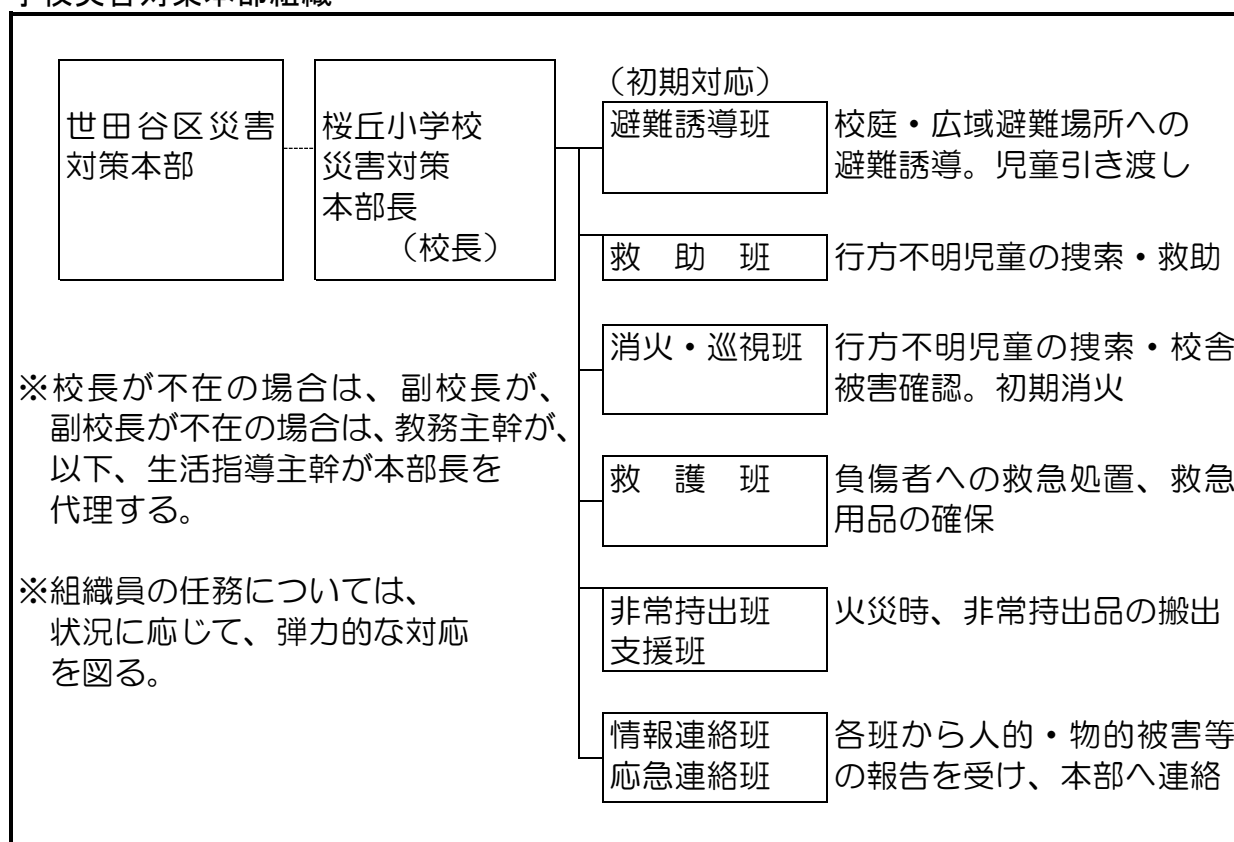 世田谷区災害
対策本部
桜丘小学校
災害対策
本部長
（校長）
（初期対応）
避難誘導班
校庭・広域避難場所への
避難誘導。児童引き渡し
救　助　班
行方不明児童の捜索・救助
消火・巡視班
行方不明児童の捜索・校舎
被害確認。初期消火
救　護　班
負傷者への救急処置、救急
用品の確保
非常持出班
支援班
火災時、非常持出品の搬出
情報連絡班
応急連絡班
各班から人的・物的被害等
の報告を受け、本部へ連絡
※校長が不在の場合は、副校長が、
副校長が不在の場合は、教務主幹が、
以下、生活指導主幹が本部長を
代理する。
※組織員の任務については、
状況に応じて、弾力的な対応
を図る。